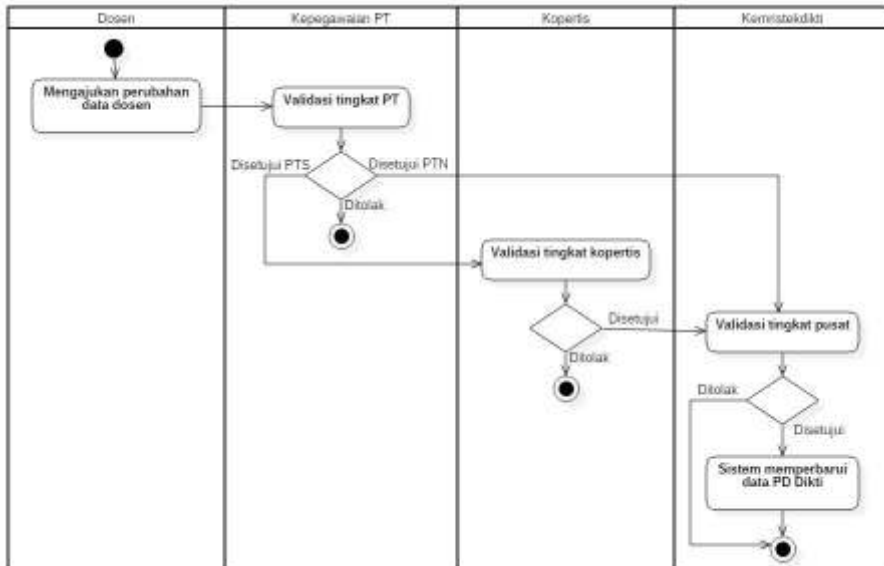 Dosen
Kepegawaian PT
Kopertis
Kemristekdikti
Mengajukan perubahan
data dosen
Validasi tingkat PT
Disetujui PTS
Disetujui PTN
Ditolak
Validasi tingkat kopertis
Disetujui
Ditolak
Validasi tingkat pusat
Ditolak
Disetujui
Sistem memperbarui
data PD Dikti